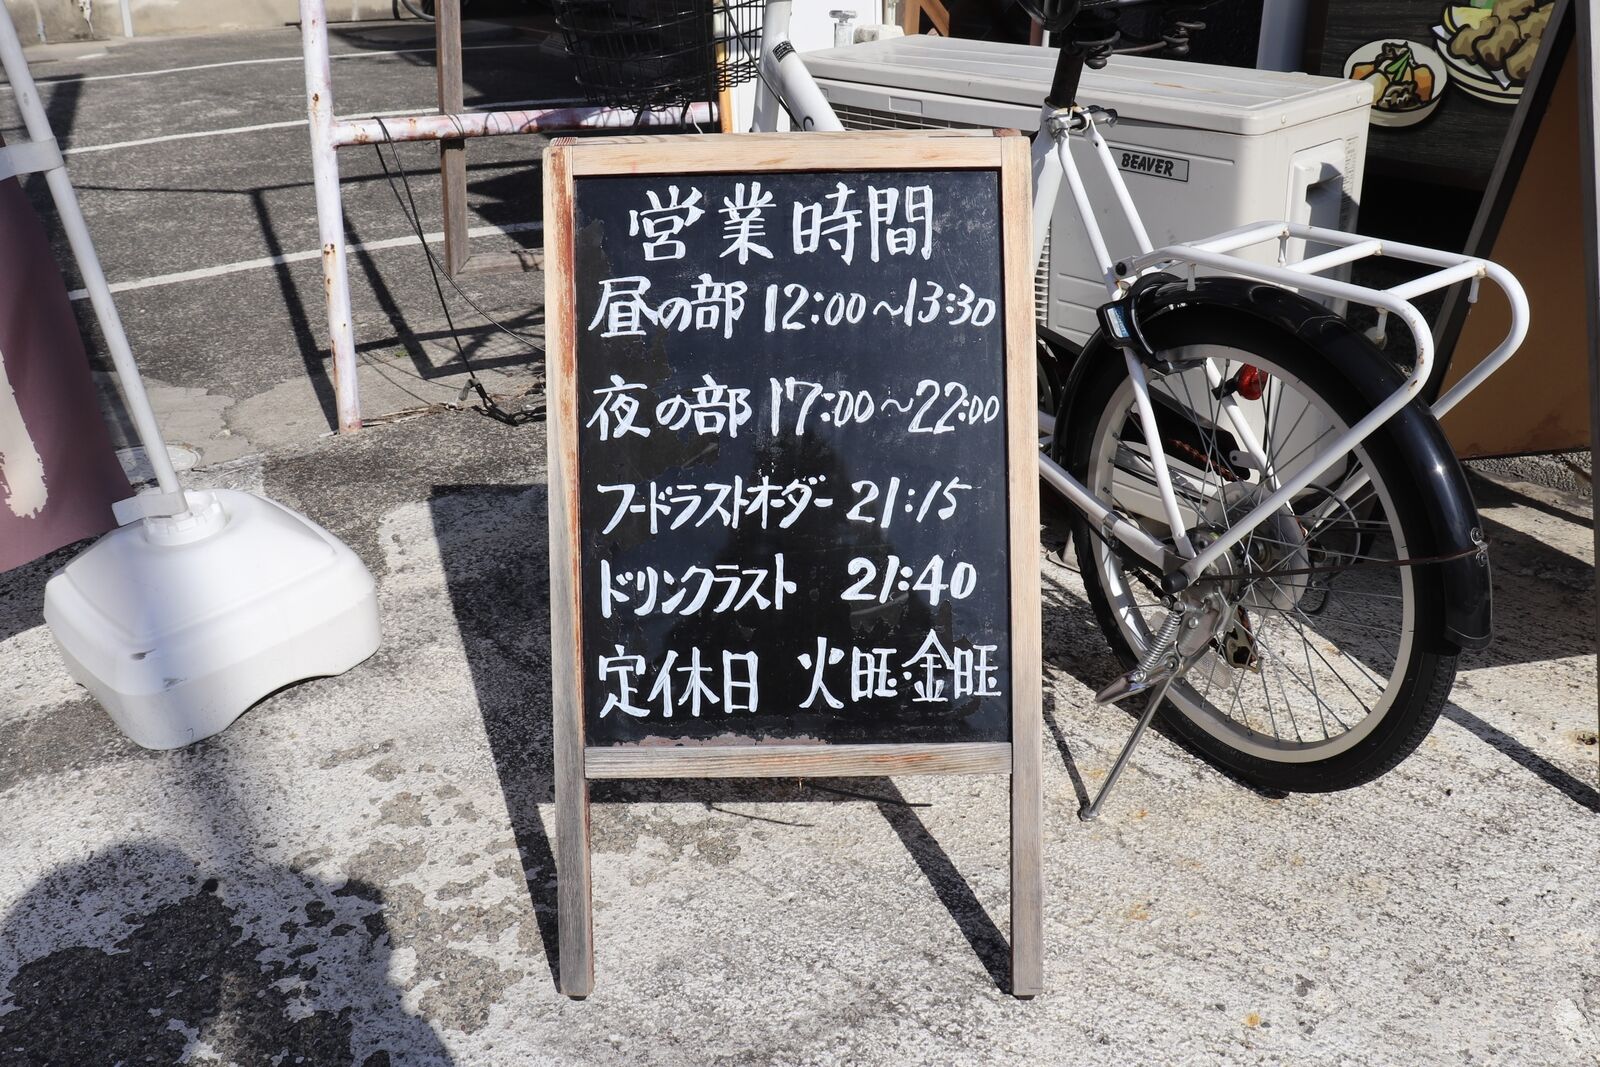 営業時間
昼の部 12:00~13:30
夜の部 17:00~22:00
フードラストオーダー 21:15
ドリンクラスト 21:40
定休日 火旺・金旺
BEAVER